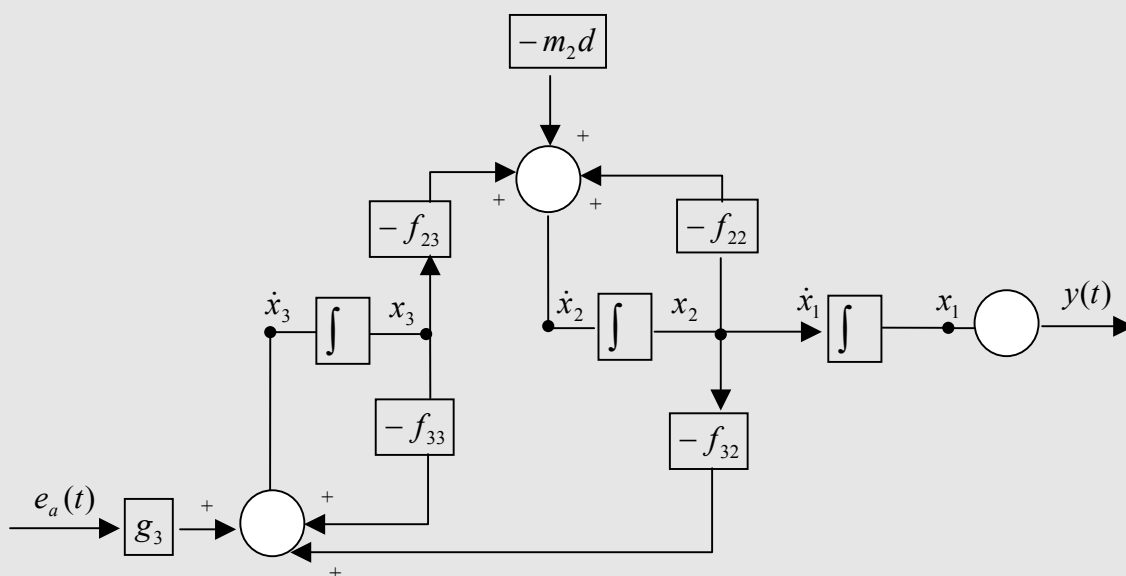 − m₂d
+
+
+
− f₂₃
− f₂₂
ẋ₃
∫
x₃
ẋ₂
∫
x₂
ẋ₁
∫
x₁
y(t)
− f₃₃
− f₃₂
eₐ(t)
g₃
+
+
+